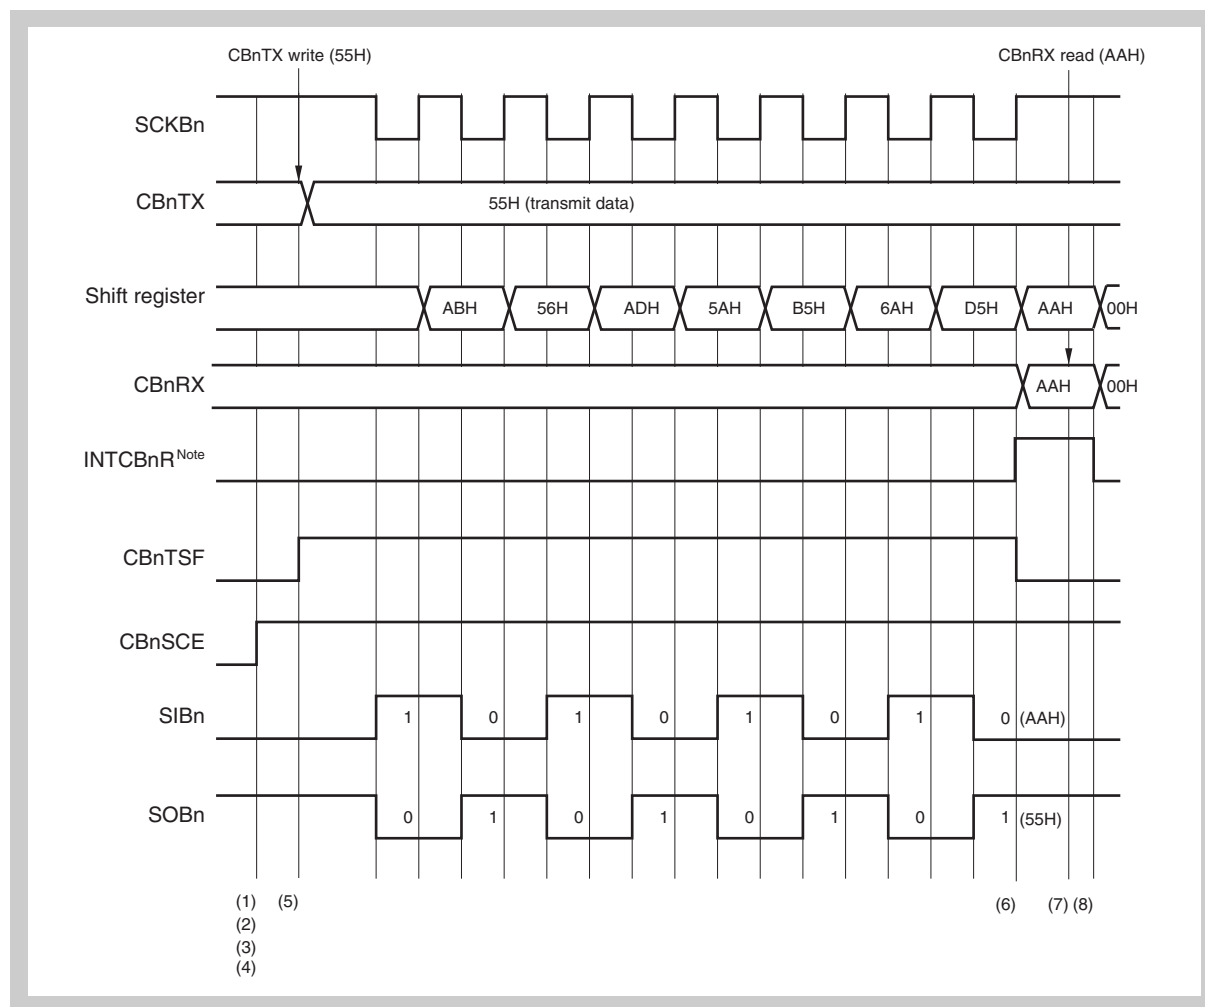 CBnTX write (55H) CBnRX read (AAH)
SCKBn
CBnTX 55H (transmit data)
Shift register ABH 56H ADH 5AH B5H 6AH D5H AAH 00H
CBnRX AAH 00H
INTCBnR Note
CBnTSF
CBnSCE
SIBn 1 0 1 0 1 0 1 0 (AAH)
SOBn 0 1 0 1 0 1 0 1 (55H)
(1) (5) (6) (7) (8)
(2)
(3)
(4)